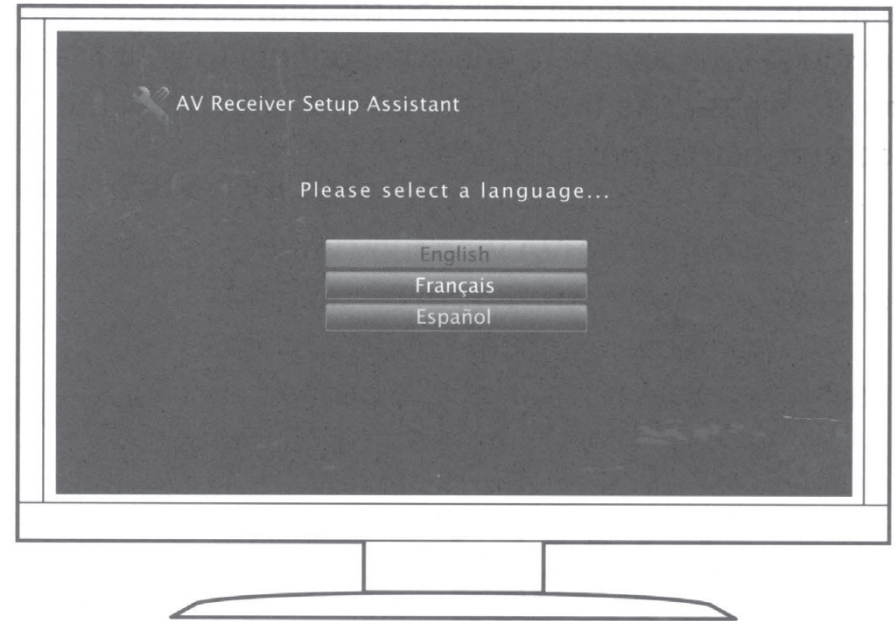 AV Receiver Setup Assistant
Please select a language...
English
Français
Español